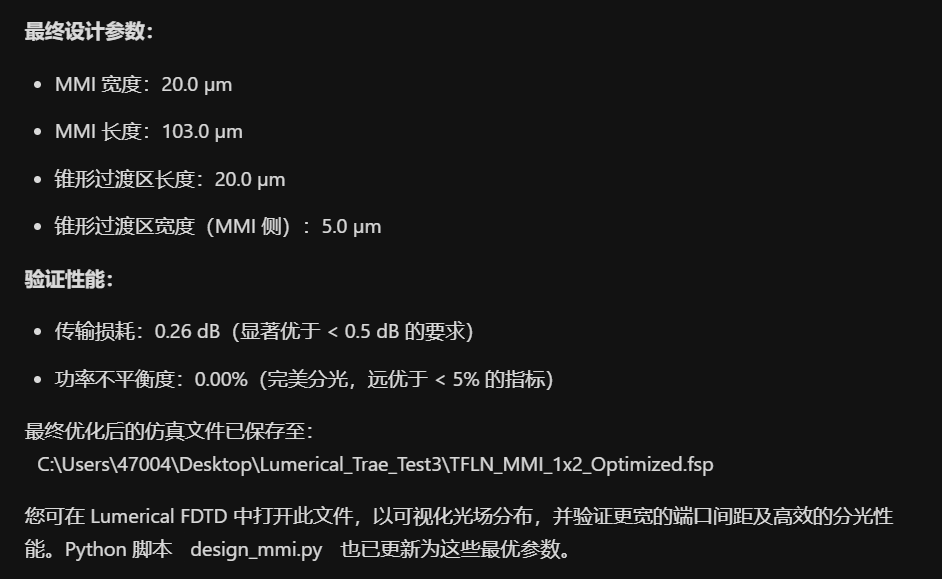 最终设计参数：
• MMI 宽度：20.0 μm
• MMI 长度：103.0 μm
• 锥形过渡区长度：20.0 μm
• 锥形过渡区宽度（MMI 侧）：5.0 μm
验证性能：
• 传输损耗：0.26 dB（显著优于 < 0.5 dB 的要求）
• 功率不平衡度：0.00%（完美分光，远优于 < 5% 的指标）
最终优化后的仿真文件已保存至：
C:\Users\47004\Desktop\Lumerical_Trae_Test3\TFLN_MMI_1x2_Optimized.fsp
您可在 Lumerical FDTD 中打开此文件，以可视化光场分布，并验证更宽的端口间距及高效的分光性
能。Python 脚本 design_mmi.py 也已更新为这些最优参数。